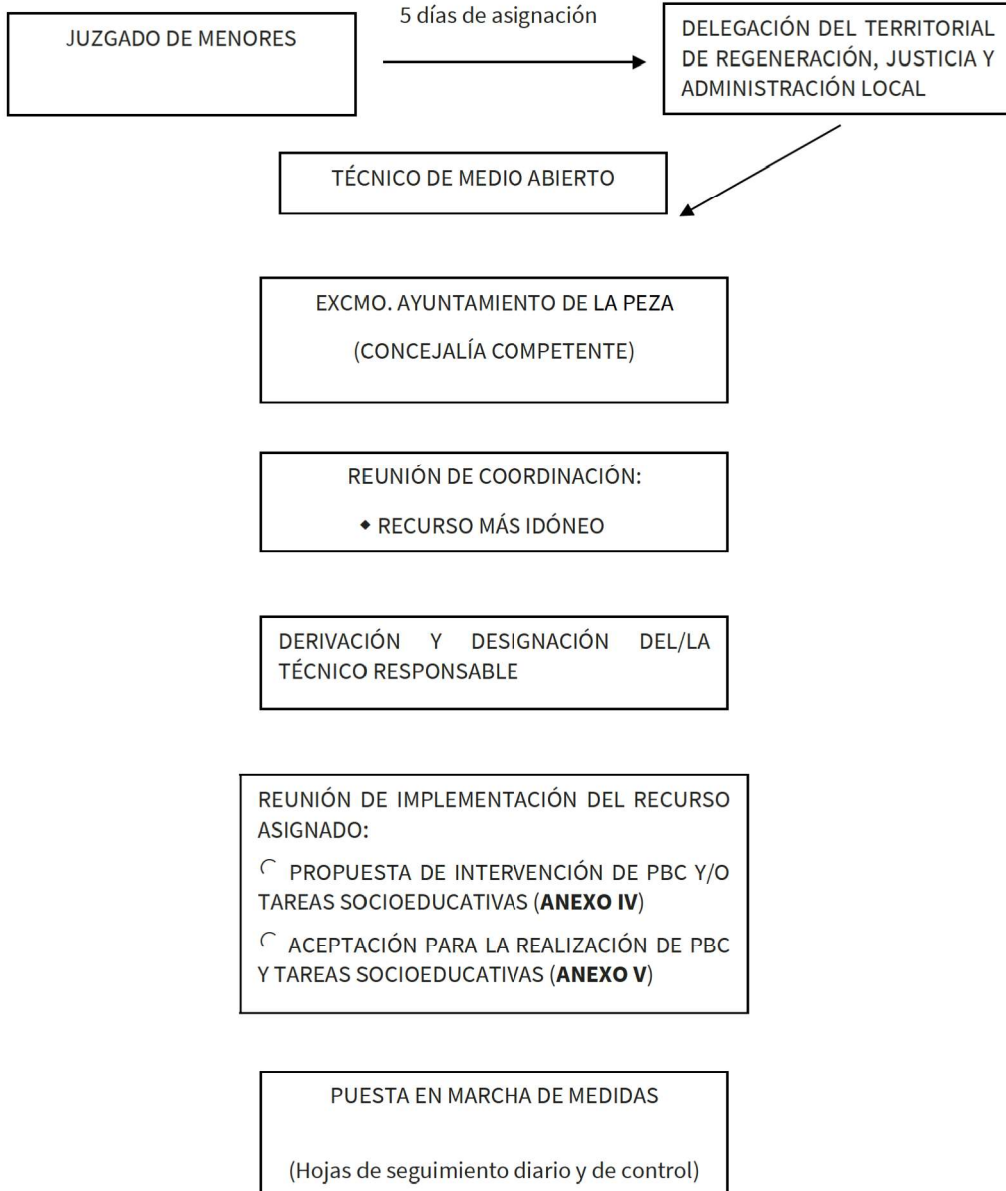 JUZGADO DE MENORES
5 días de asignación
DELEGACIÓN DEL TERRITORIAL
DE REGENERACIÓN, JUSTICIA Y
ADMINISTRACIÓN LOCAL
TÉCNICO DE MEDIO ABIERTO
EXCMO. AYUNTAMIENTO DE LA PEZA
(CONCEJALÍA COMPETENTE)
REUNIÓN DE COORDINACIÓN:
◆ RECURSO MÁS IDÓNEO
DERIVACIÓN Y DESIGNACIÓN DEL/LA
TÉCNICO RESPONSABLE
REUNIÓN DE IMPLEMENTACIÓN DEL RECURSO
ASIGNADO:
PROPUESTA DE INTERVENCIÓN DE PBC Y/O
TAREAS SOCIOEDUCATIVAS (ANEXO IV)
ACEPTACIÓN PARA LA REALIZACIÓN DE PBC
Y TAREAS SOCIOEDUCATIVAS (ANEXO V)
PUESTA EN MARCHA DE MEDIDAS
(Hojas de seguimiento diario y de control)